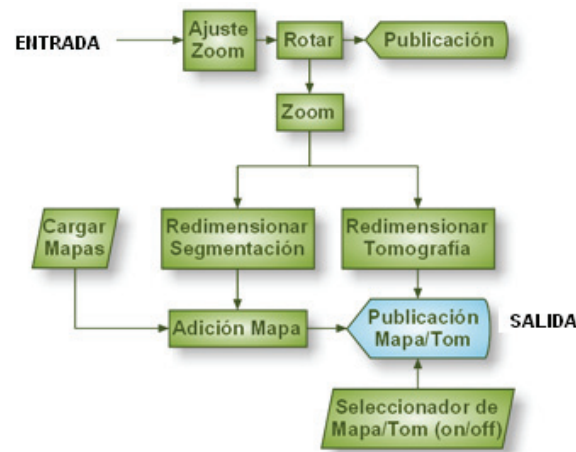 ENTRADA
Ajuste
Zoom
Rotar
Publicación
Zoom
Cargar
Mapas
Redimensionar
Segmentación
Redimensionar
Tomografía
Adición Mapa
Publicación
Mapa/Tom
SALIDA
Seleccionador de
Mapa/Tom (on/off)